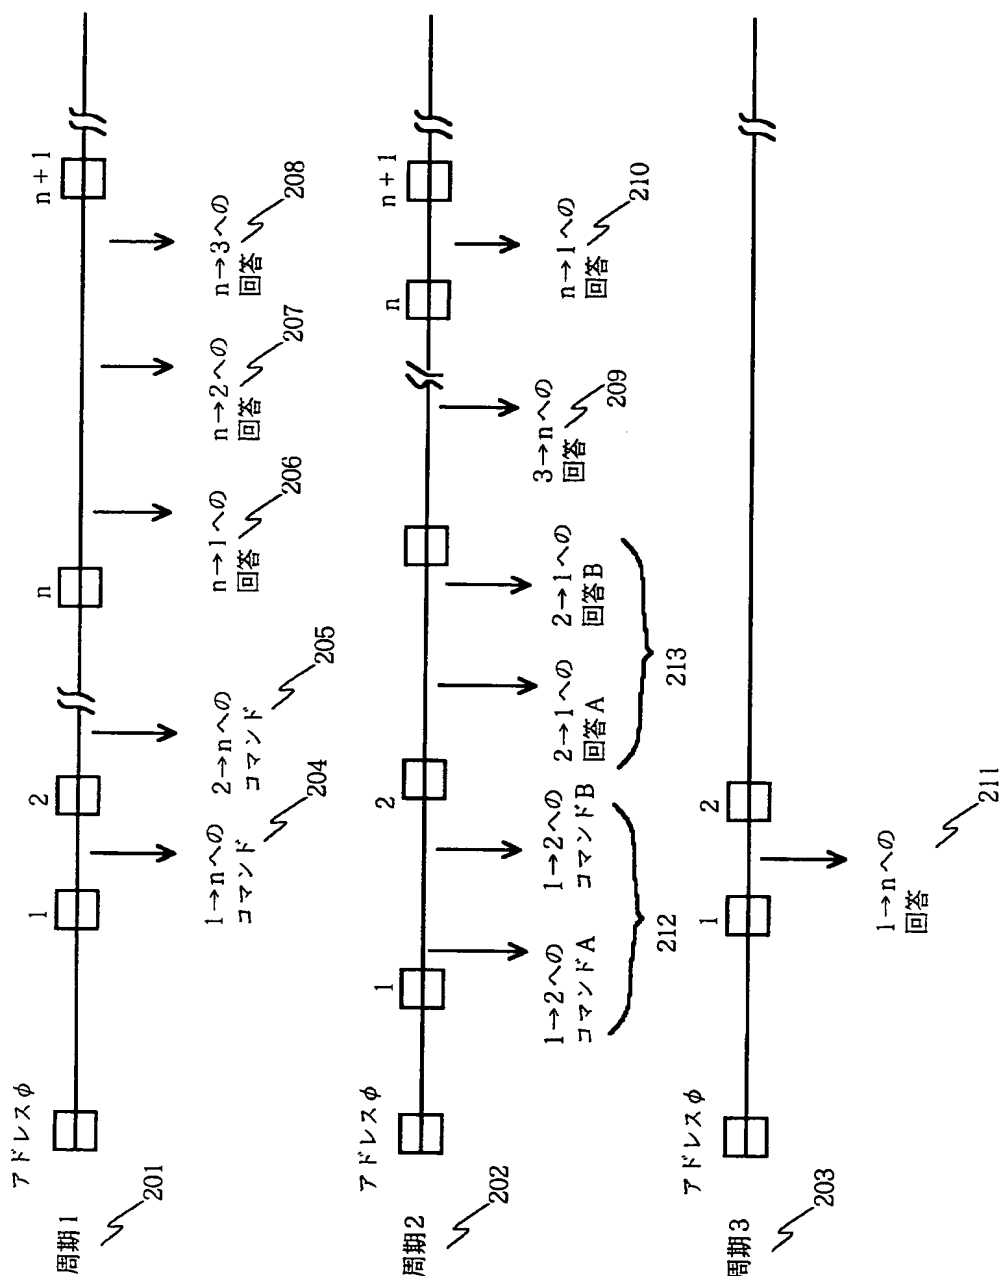 周期1
201
アドレスφ
1
2
n
n+1
1→nへの
コマンド
204
2→nへの
コマンド
205
n→1への
回答
206
n→2への
回答
207
n→3への
回答
208
周期2
202
アドレスφ
1
2
n
n+1
1→2への
コマンドA
1→2への
コマンドB
212
2→1への
回答A
2→1への
回答B
213
3→nへの
回答
209
n→1への
回答
210
周期3
203
アドレスφ
1
2
1→nへの
回答
211